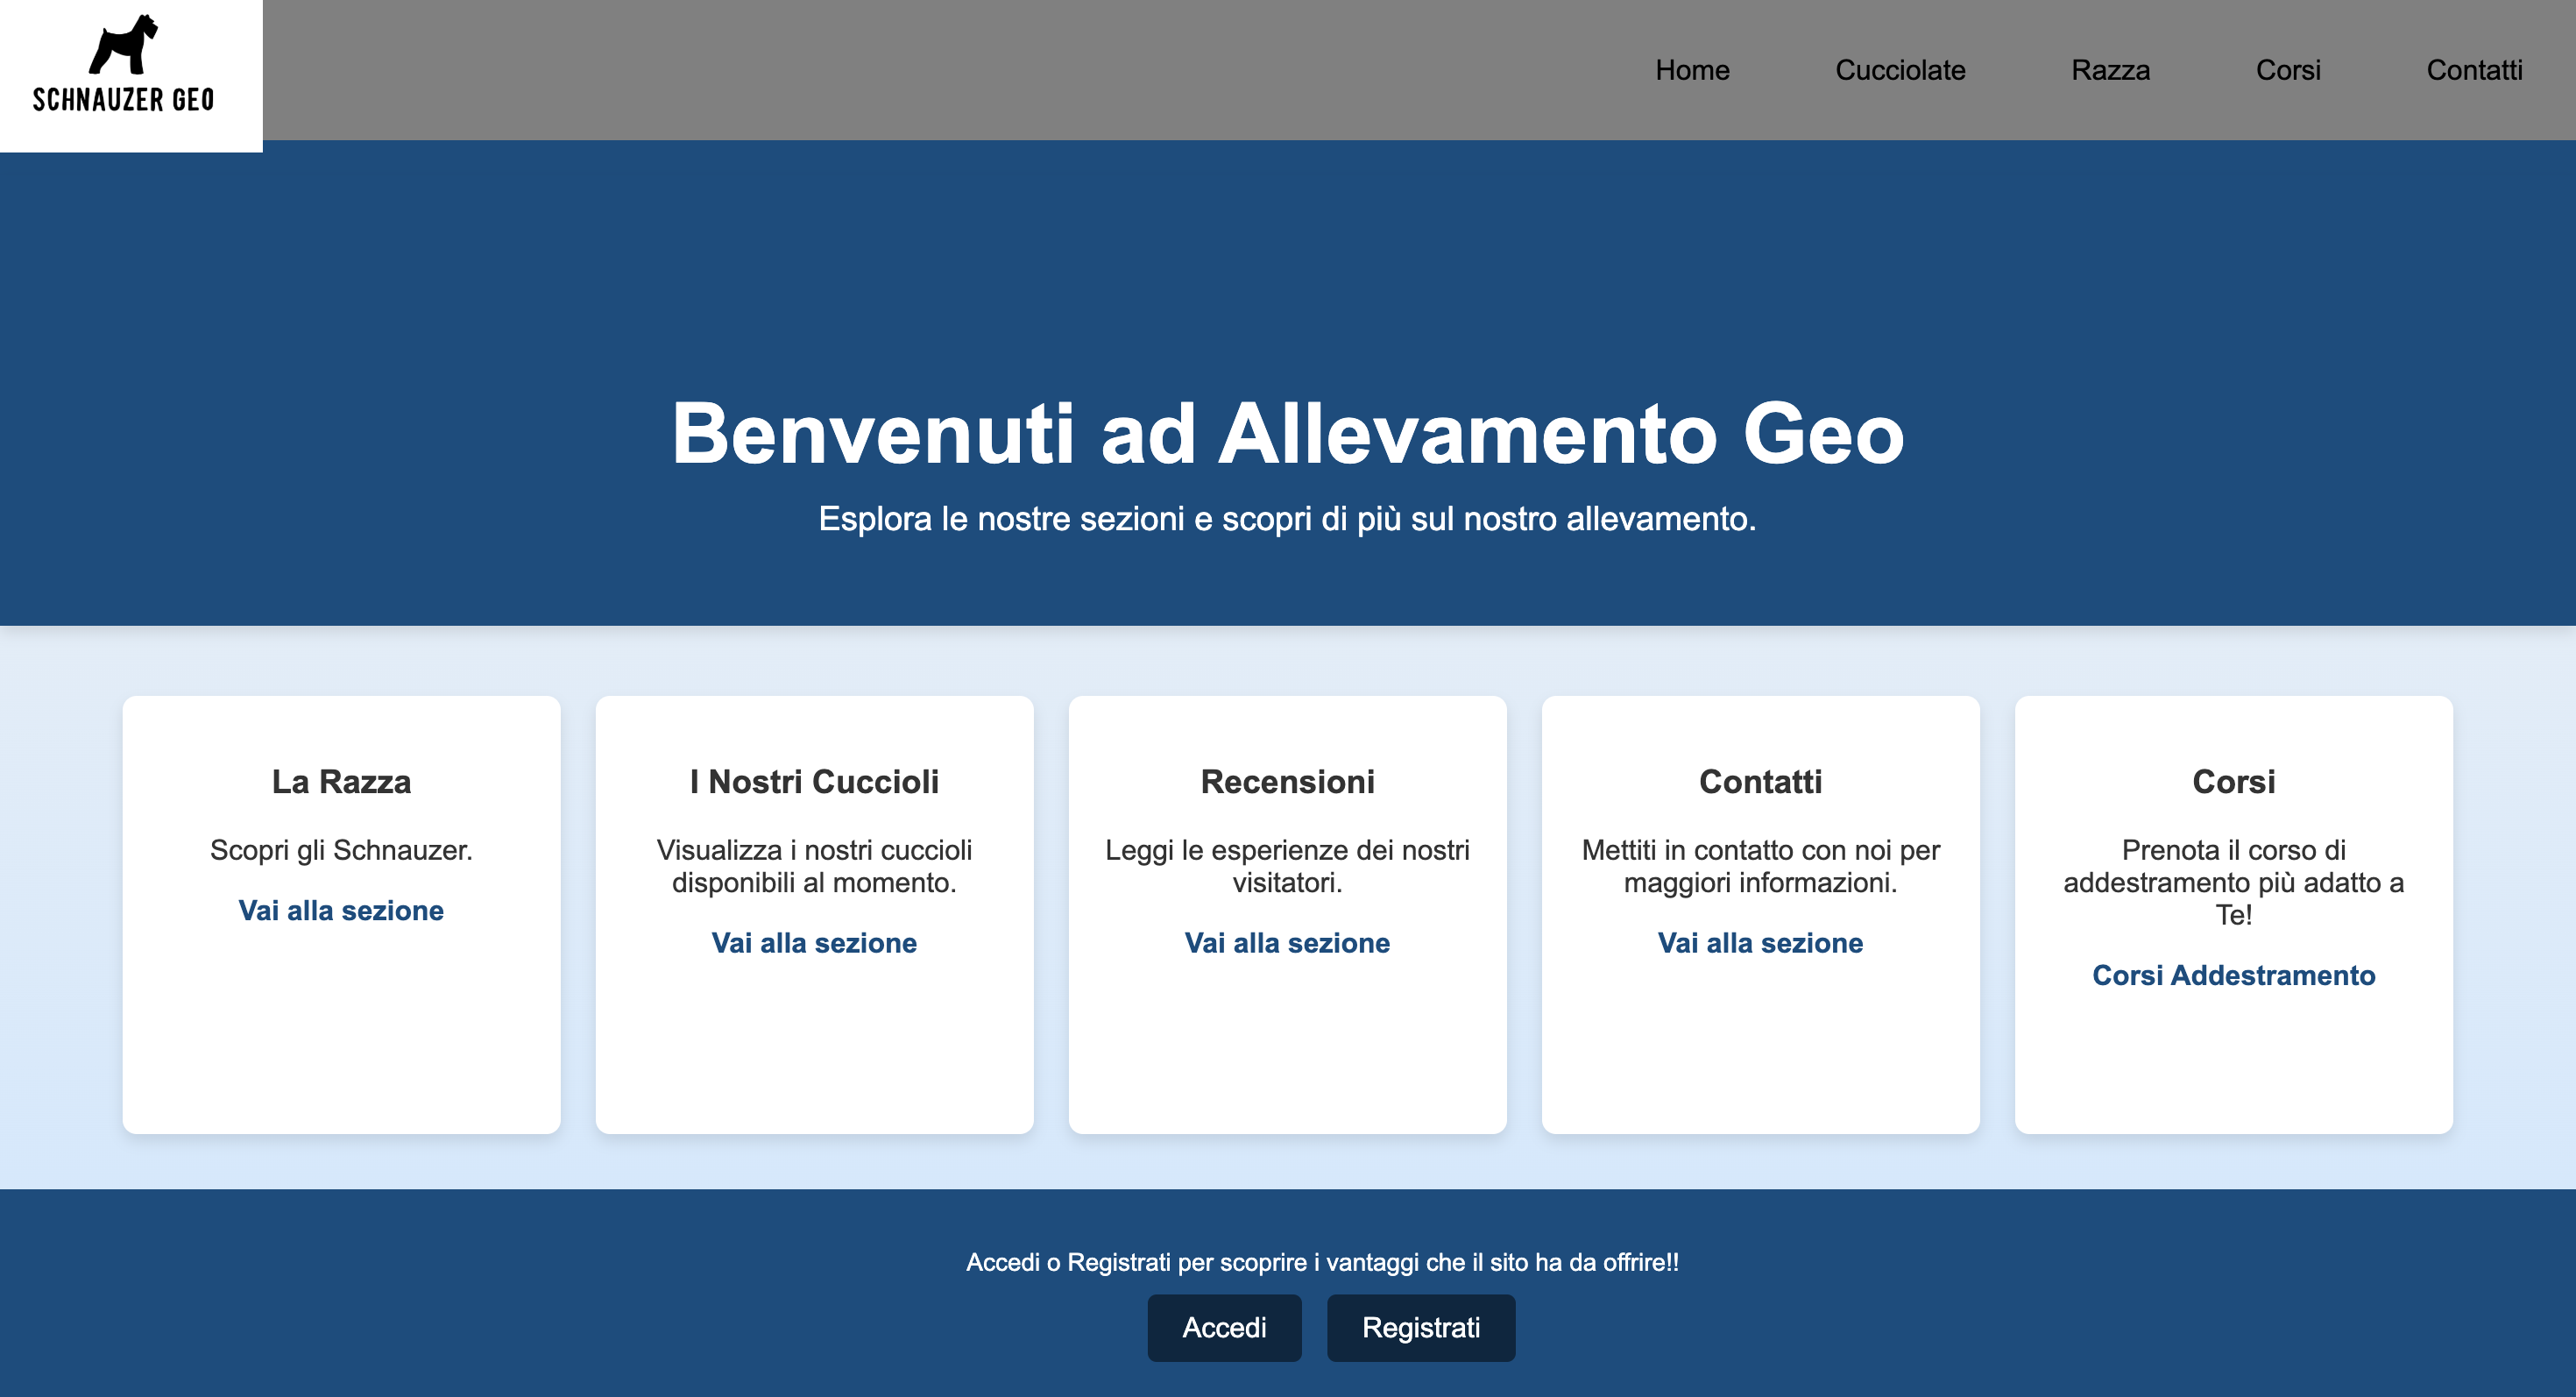 SCHNAUZER GEO
Home
Cucciolate
Razza
Corsi
Contatti
Benvenuti ad Allevamento Geo
Esplora le nostre sezioni e scopri di più sul nostro allevamento.
La Razza
Scopri gli Schnauzer.
Vai alla sezione
I Nostri Cuccioli
Visualizza i nostri cuccioli
disponibili al momento.
Vai alla sezione
Recensioni
Leggi le esperienze dei nostri
visitatori.
Vai alla sezione
Contatti
Mettiti in contatto con noi per
maggiori informazioni.
Vai alla sezione
Corsi
Prenota il corso di
addestramento più adatto a
Te!
Corsi Addestramento
Accedi o Registrati per scoprire i vantaggi che il sito ha da offrire!!
Accedi
Registrati